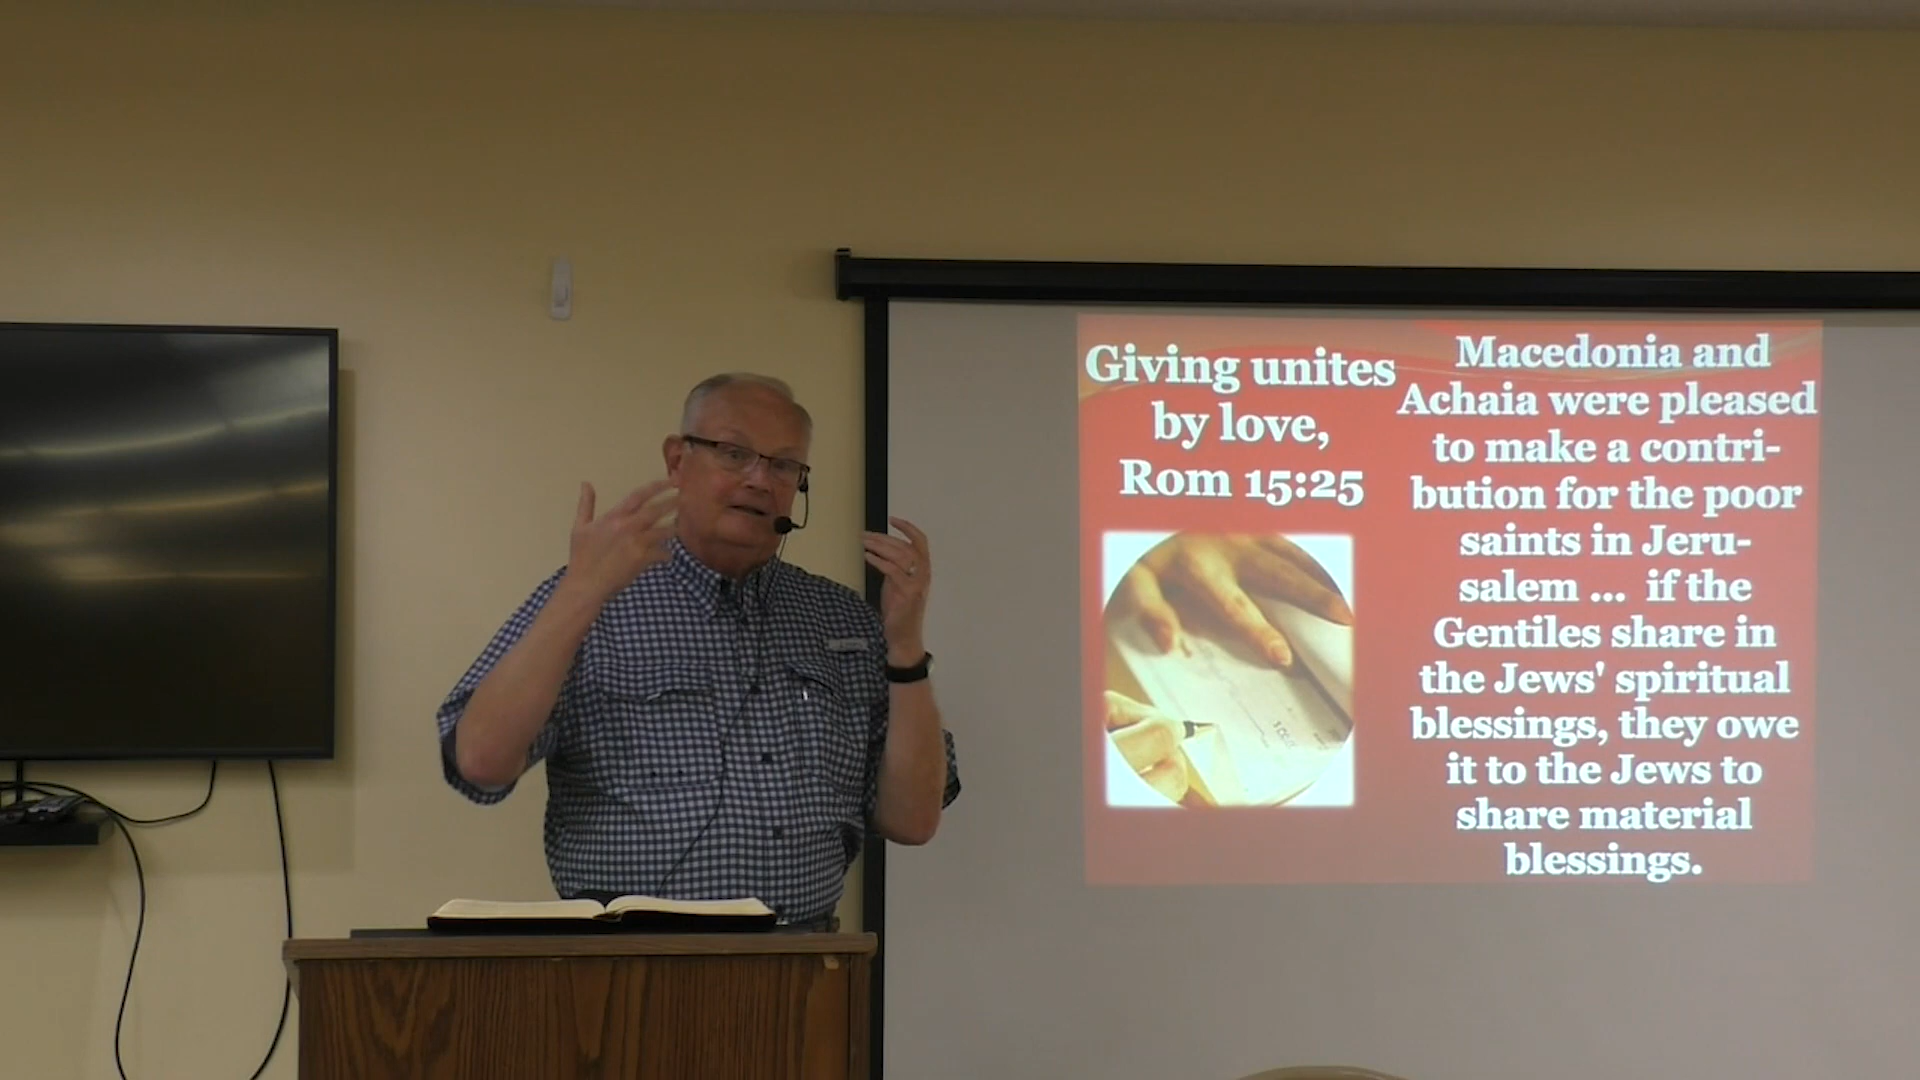 Giving unites
by love,
Rom 15:25
Macedonia and
Achaia were pleased
to make a contri-
bution for the poor
saints in Jeru-
salem ... if the
Gentiles share in
the Jews' spiritual
blessings, they owe
it to the Jews to
share material
blessings.